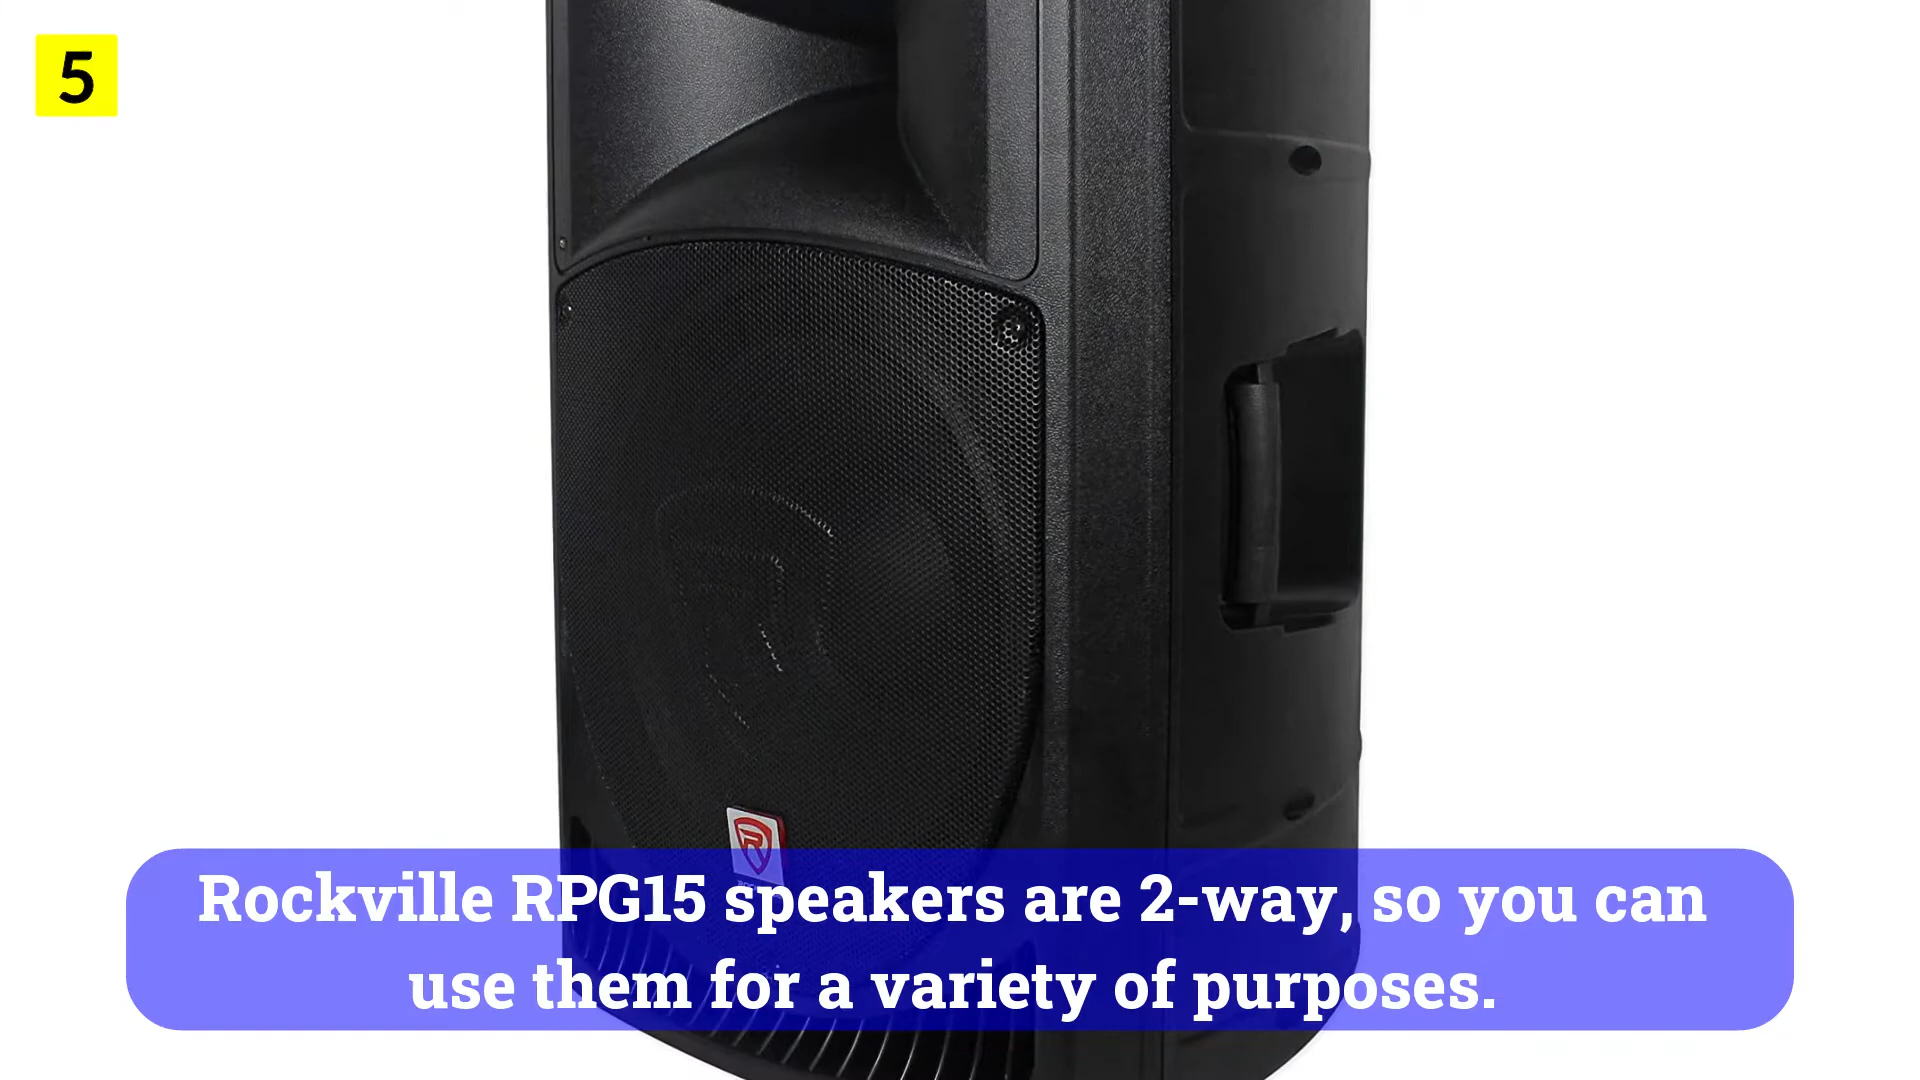 5
Rockville RPG15 speakers are 2-way, so you can
use them for a variety of purposes.